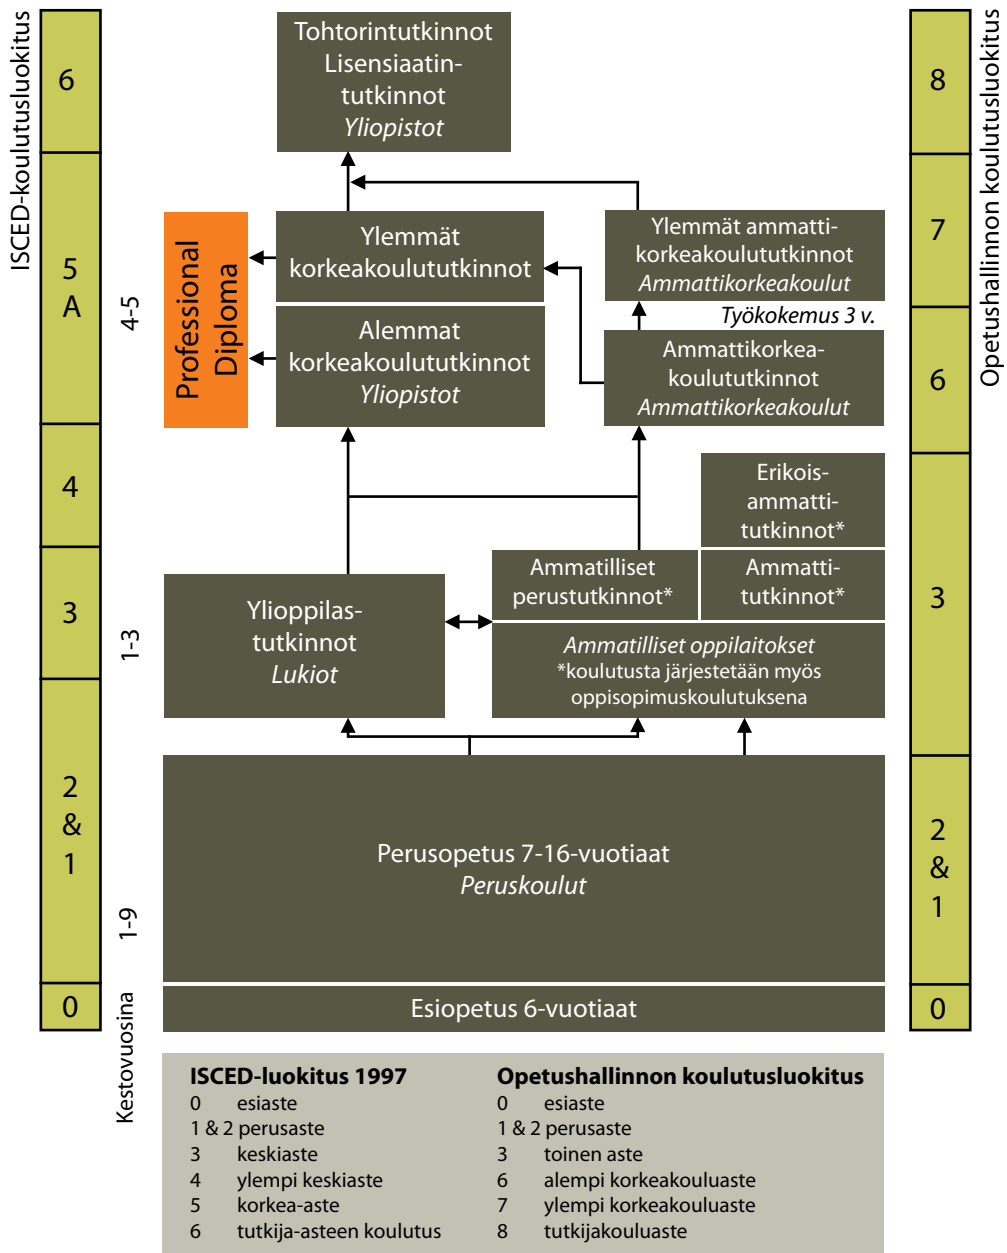 ISCED-koulutusluokitus
6
5
A
4
3
2
&
1
0
4-5
1-3
1-9
Kestovuosina
Tohtorintutkinnot
Lisensiaatin-
tutkinnot
Yliopistot
Professional
Diploma
Ylemmät
korkeakoulututkinnot
Alemmat
korkeakoulututkinnot
Yliopistot
Ylemmät ammatti-
korkeakoulututkinnot
Ammattikorkeakoulut
Työkokemus 3 v.
Ammattikorkea-
koulututkinnot
Ammattikorkeakoulut
Erikois-
ammatti-
tutkinnot*
Ammatilliset
perustutkinnot*
Ammatti-
tutkinnot*
Ylioppilas-
tutkinnot
Lukiot
Ammatilliset oppilaitokset
*koulutusta järjestetään myös
oppisopimuskoulutuksena
Perusopetus 7-16-vuotiaat
Peruskoulut
Esiopetus 6-vuotiaat
Opetushallinnon koulutusluokitus
8
7
6
3
2
&
1
0
ISCED-luokitus 1997
0 esiaste
1 & 2 perusaste
3 keskiaste
4 ylempi keskiaste
5 korkea-aste
6 tutkija-asteen koulutus
Opetushallinnon koulutusluokitus
0 esiaste
1 & 2 perusaste
3 toinen aste
6 alempi korkeakouluaste
7 ylempi korkeakouluaste
8 tutkijakouluaste